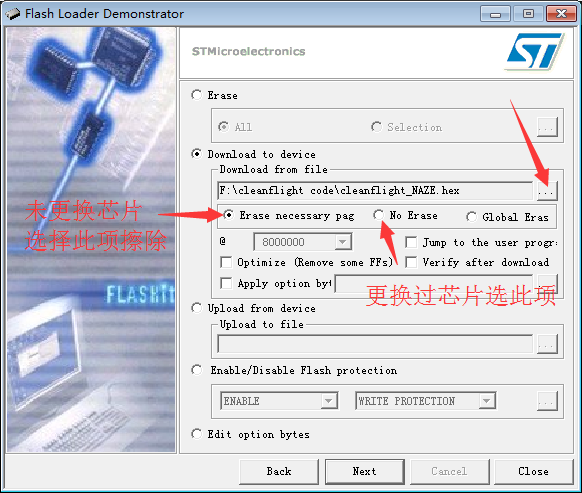 Flash Loader Demonstrator
STMicroelectronics
ST
Erase
All
Selection
...
Download to device
Download from file
F:\cleanflight code\cleanflight_NAZE.hex
...
未更换芯片
选择此项擦除
Erase necessary pag
No Erase
Global Eras
@
8000000
Jump to the user progr
Optimize (Remove some FFs)
Verify after download
Apply option byt
更换过芯片选此项
FLASHit
Upload from device
Upload to file
...
Enable/Disable Flash protection
ENABLE
WRITE PROTECTION
...
Edit option bytes
Back
Next
Cancel
Close